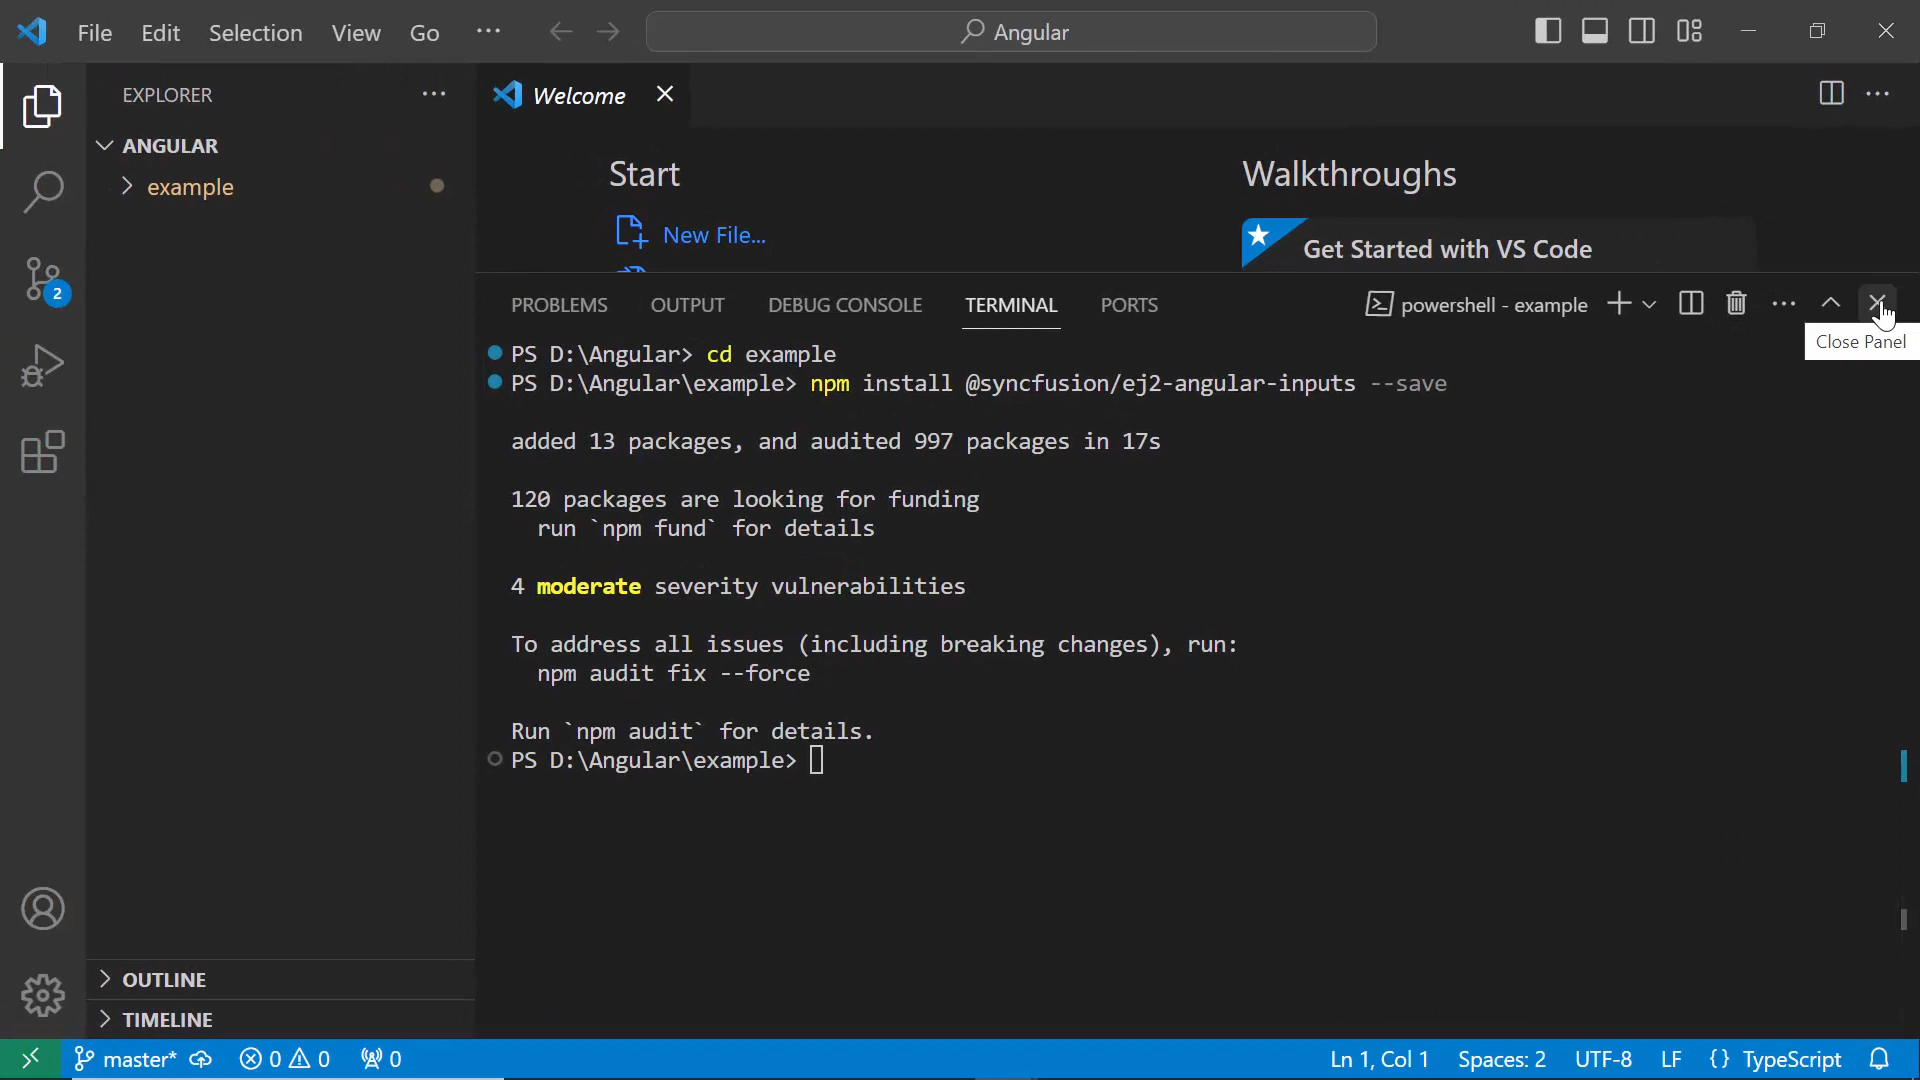 File Edit Selection View Go ··· Angular
EXPLORER ···
Welcome
ANGULAR
example
Start
Walkthroughs
New File...
Get Started with VS Code
2
PROBLEMS OUTPUT DEBUG CONSOLE TERMINAL PORTS powershell - example
Close Panel
PS D:\Angular> cd example
PS D:\Angular\example> npm install @syncfusion/ej2-angular-inputs --save
added 13 packages, and audited 997 packages in 17s
120 packages are looking for funding
run `npm fund` for details
4 moderate severity vulnerabilities
To address all issues (including breaking changes), run:
npm audit fix --force
Run `npm audit` for details.
PS D:\Angular\example>
OUTLINE
TIMELINE
master* 0 0 0 Ln 1, Col 1 Spaces: 2 UTF-8 LF {} TypeScript